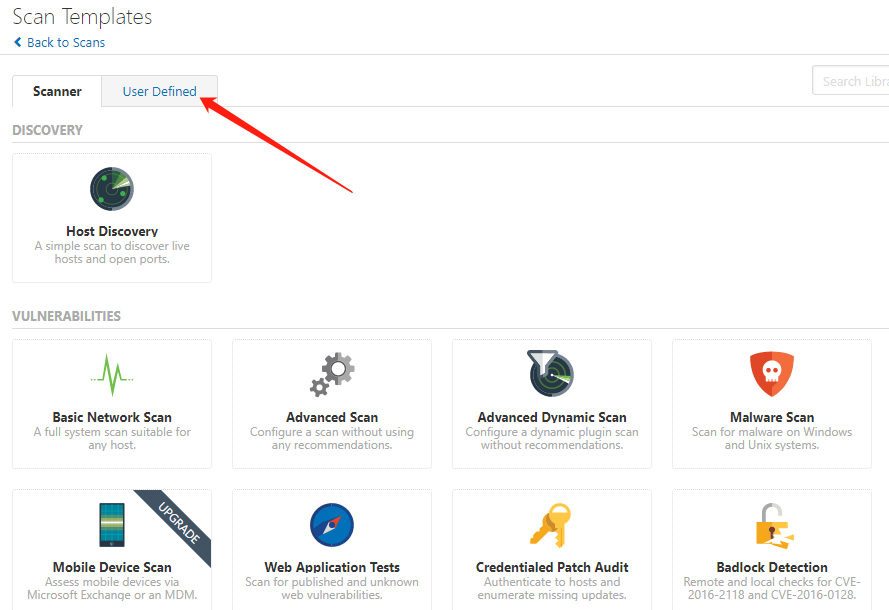 Scan Templates
Back to Scans
Scanner
User Defined
Search Libra
DISCOVERY
Host Discovery
A simple scan to discover live
hosts and open ports.
VULNERABILITIES
Basic Network Scan
A full system scan suitable for
any host.
Advanced Scan
Configure a scan without using
any recommendations.
Advanced Dynamic Scan
Configure a dynamic plugin scan
without recommendations.
Malware Scan
Scan for malware on Windows
and Unix systems.
UPGRADE
Mobile Device Scan
Assess mobile devices via
Microsoft Exchange or an MDM.
Web Application Tests
Scan for published and unknown
web vulnerabilities.
Credentialed Patch Audit
Authenticate to hosts and
enumerate missing updates.
Badlock Detection
Remote and local checks for CVE-
2016-2118 and CVE-2016-0128.